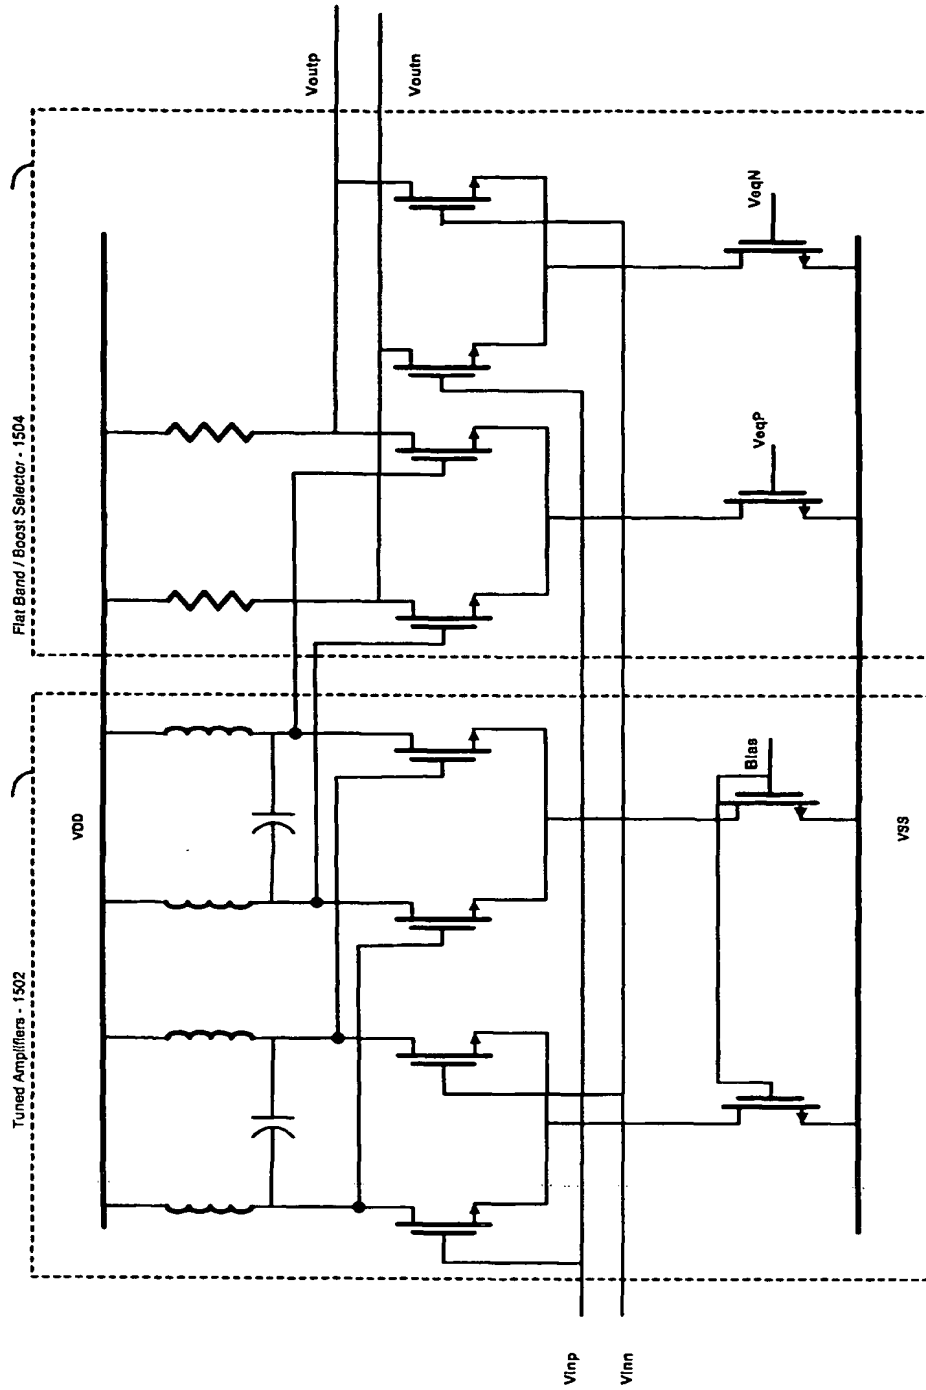 Tuned Amplifiers - 1502
Flat Band / Boost Selector - 1504
VDD
Voutp
Voutn
Bias
VeqP
VeqN
Vinp
Vinn
VSS